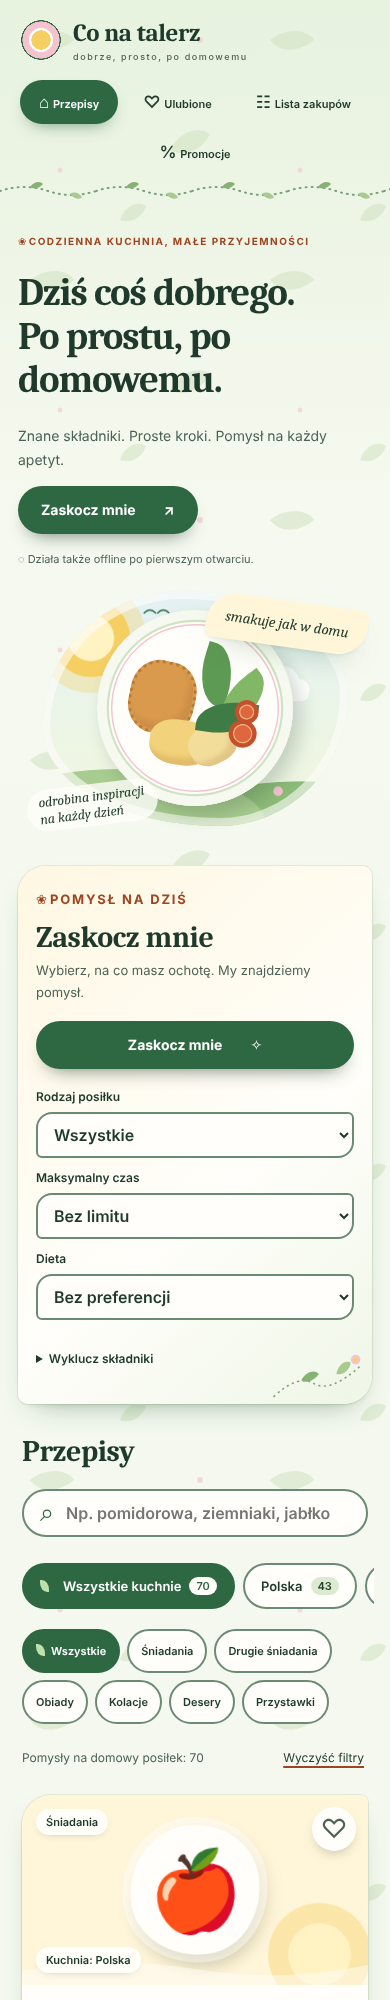 Co na talerz
dobrze, prosto, po domowemu
Przepisy
Ulubione
Lista zakupów
% Promocje
CODZIENNA KUCHNIA, MAŁE PRZYJEMNOŚCI
Dziś coś dobrego.
Po prostu, po
domowemu.
Znane składniki. Proste kroki. Pomysł na każdy
apetyt.
Zaskocz mnie
Działa także offline po pierwszym otwarciu.
smakuje jak w domu
odrobina inspiracji
na każdy dzień
POMYSŁ NA DZIŚ
Zaskocz mnie
Wybierz, na co masz ochotę. My znajdziemy
pomysł.
Zaskocz mnie
Rodzaj posiłku
Wszystkie
Maksymalny czas
Bez limitu
Dieta
Bez preferencji
Wyklucz składniki
Przepisy
Np. pomidorowa, ziemniaki, jabłko
Wszystkie kuchnie 70
Polska 43
Wszystkie
Śniadania
Drugie śniadania
Obiady
Kolacje
Desery
Przystawki
Pomysły na domowy posiłek: 70
Wyczyść filtry
Śniadania
Kuchnia: Polska